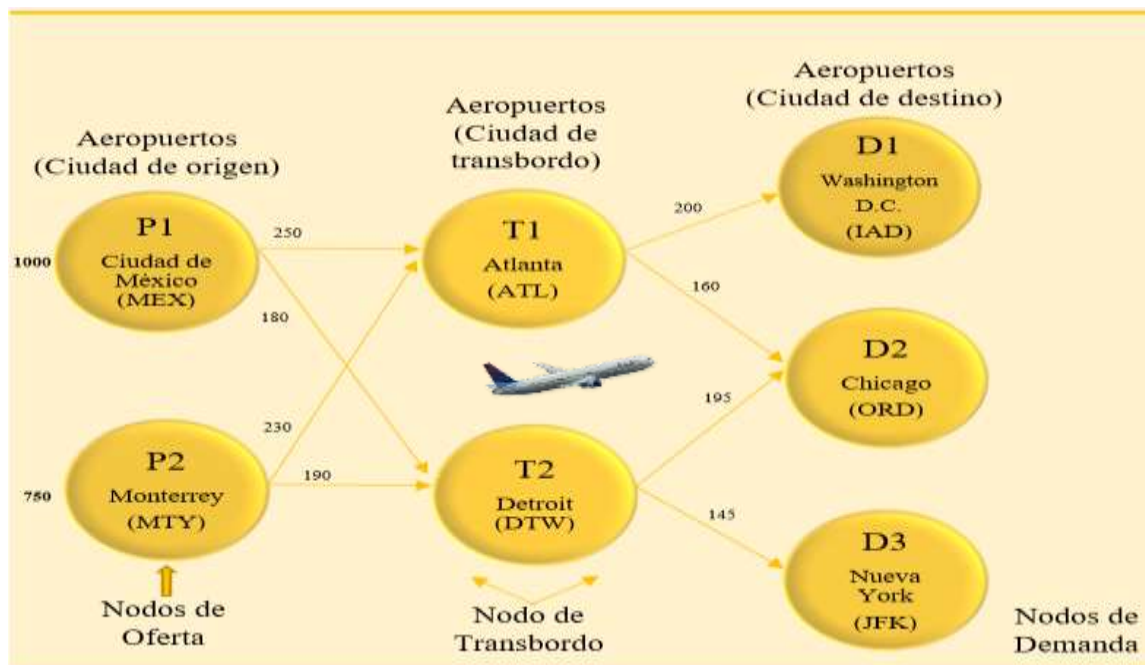 Aeropuertos
(Ciudad de origen)
1000
P1
Ciudad de
México
(MEX)
750
P2
Monterrey
(MTY)
Nodos de
Oferta
250
180
230
190
Aeropuertos
(Ciudad de
transbordo)
T1
Atlanta
(ATL)
T2
Detroit
(DTW)
Nodo de
Transbordo
200
160
195
145
Aeropuertos
(Ciudad de destino)
D1
Washington
D.C.
(IAD)
D2
Chicago
(ORD)
D3
Nueva
York
(JFK)
Nodos de
Demanda